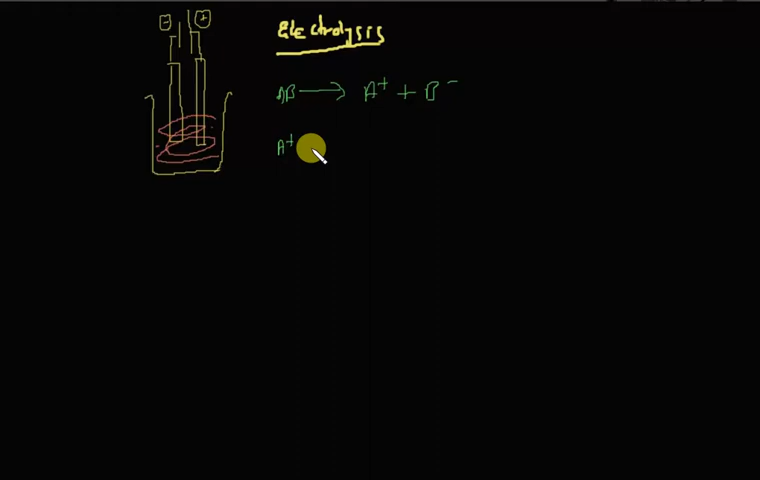 - +
Electrolysis
AB → A⁺ + B⁻
A⁺